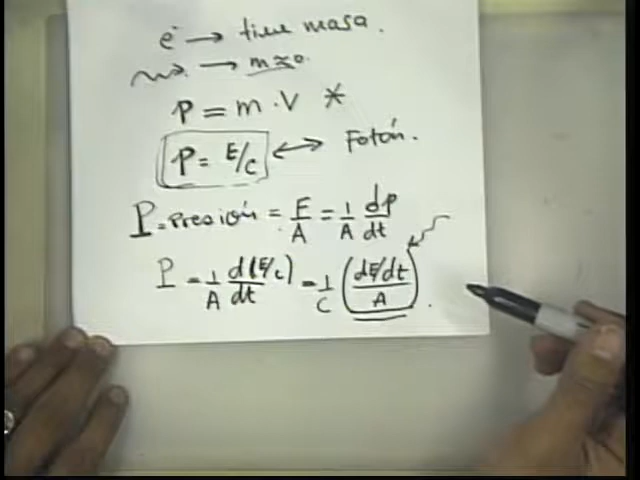 e⁻ → tiene masa.
→ m≈0.
P = m · V *
P = E/c ↔ Fotón.
P = Presión = F/A = 1/A dp/dt
P = 1/A d(E/c)/dt = 1/c (dE/dt / A).